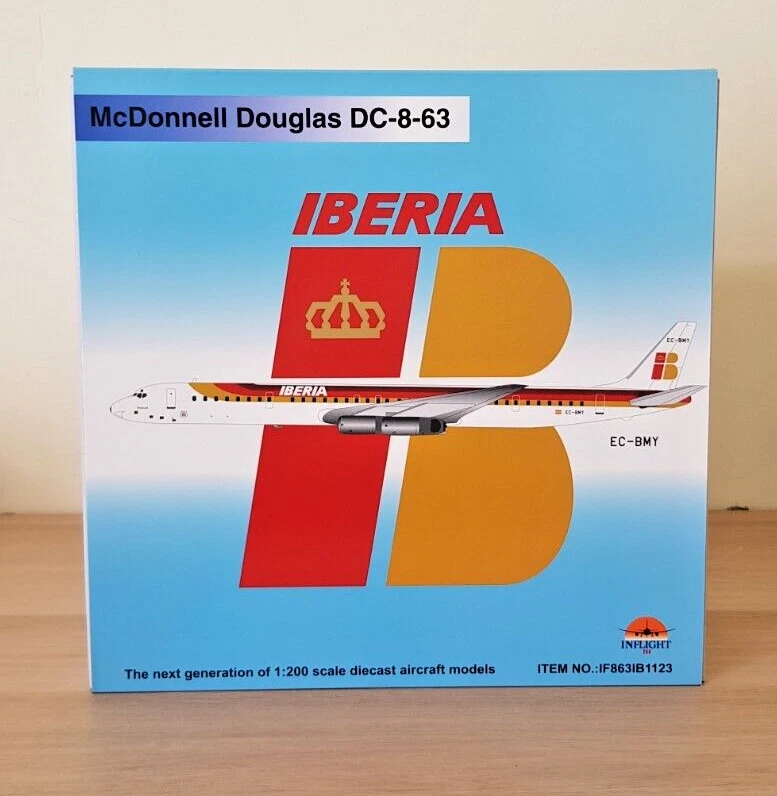 McDonnell Douglas DC-8-63
IBERIA
EC-BMY
IB
IBERIA
EC-BMY
EC-BMY
INFLIGHT
The next generation of 1:200 scale diecast aircraft models
ITEM NO.:IF863IB1123